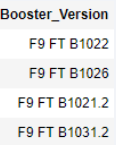 Booster_Version
F9 FT B1022
F9 FT B1026
F9 FT B1021.2
F9 FT B1031.2